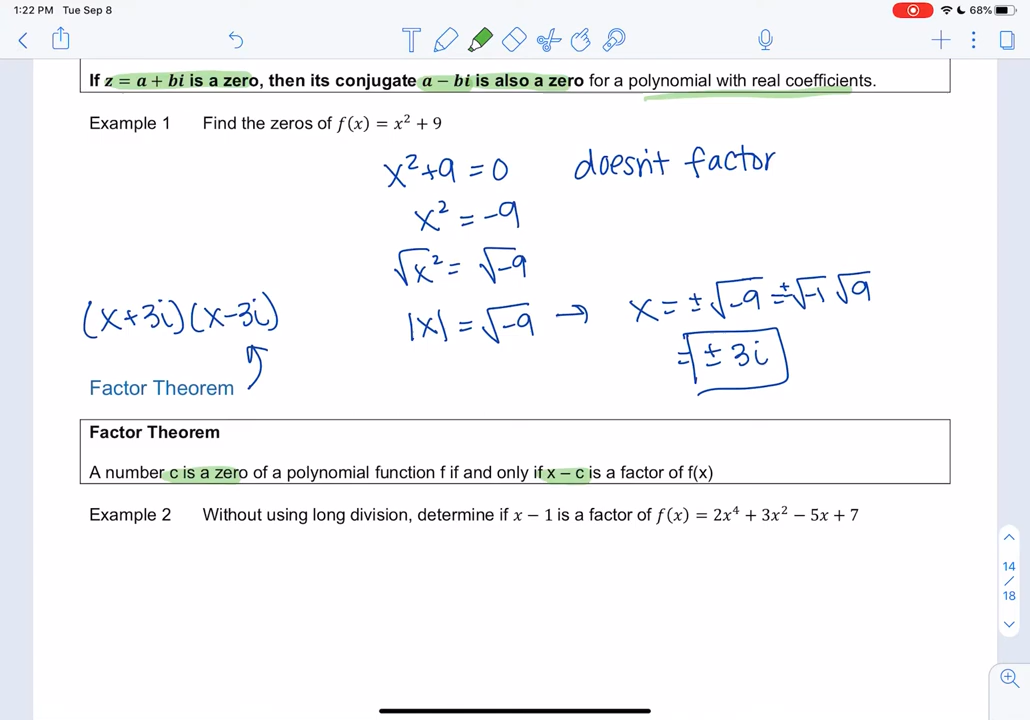 1:22 PM Tue Sep 8
68%
T
If z = a + bi is a zero, then its conjugate a − bi is also a zero for a polynomial with real coefficients.
Example 1 Find the zeros of f(x) = x² + 9
x² + 9 = 0 doesn't factor
x² = −9
√x² = √−9
(x+3i)(x−3i) |x| = √−9 → x = ± √−9 = ± √−1 √9
= ± 3i
Factor Theorem
Factor Theorem
A number c is a zero of a polynomial function f if and only if x − c is a factor of f(x)
Example 2 Without using long division, determine if x − 1 is a factor of f(x) = 2x⁴ + 3x² − 5x + 7
14
/
18